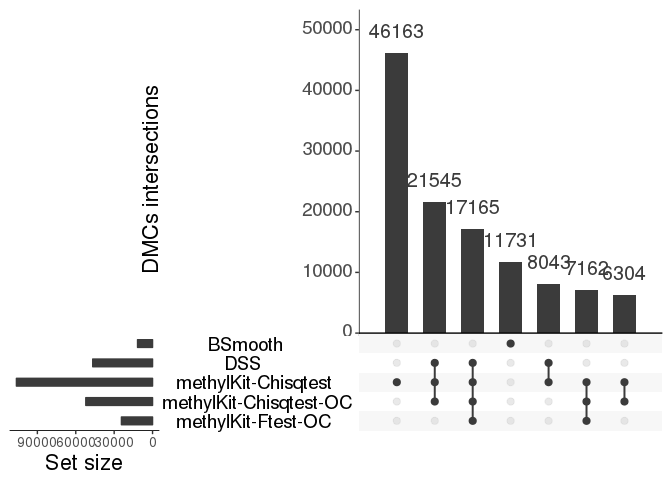 50000
46163
40000
DMCs intersections
30000
21545
20000
17165
11731
10000
8043
7162
6304
0
BSmooth
DSS
methylKit-Chisqtest
methylKit-Chisqtest-OC
methylKit-Ftest-OC
90000 60000 30000 0
Set size